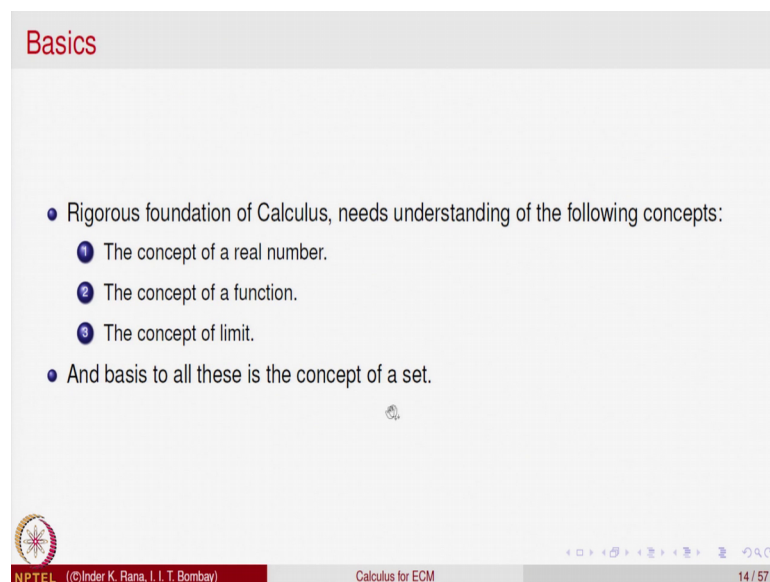 Basics
Rigorous foundation of Calculus, needs understanding of the following concepts:
1 The concept of a real number.
2 The concept of a function.
3 The concept of limit.
And basis to all these is the concept of a set.
NPTEL (©Inder K. Rana, I. I. T. Bombay) Calculus for ECM 14 / 57